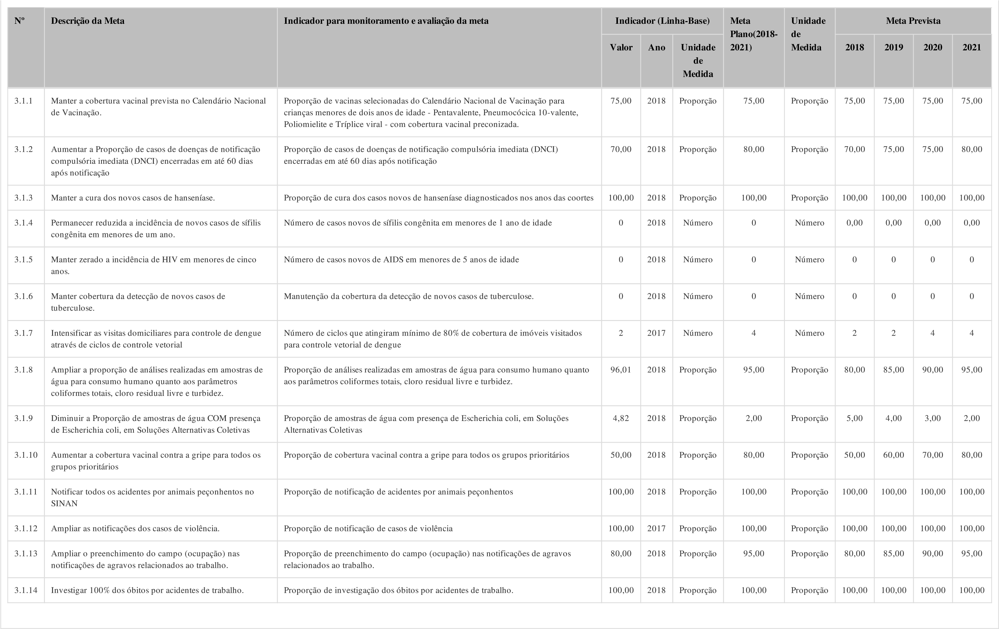 Nº Descrição da Meta Indicador para monitoramento e avaliação da meta Indicador (Linha-Base) Meta Unidade Meta Prevista
Plano(2018- de
Valor Ano Unidade 2021) Medida 2018 2019 2020 2021
de
Medida
3.1.1 Manter a cobertura vacinal prevista no Calendário Nacional Proporção de vacinas selecionadas do Calendário Nacional de Vacinação para 75,00 2018 Proporção 75,00 Proporção 75,00 75,00 75,00 75,00
de Vacinação. crianças menores de dois anos de idade - Pentavalente, Pneumocócica 10-valente,
Poliomielite e Tríplice viral - com cobertura vacinal preconizada.
3.1.2 Aumentar a Proporção de casos de doenças de notificação Proporção de casos de doenças de notificação compulsória imediata (DNCI) 70,00 2018 Proporção 80,00 Proporção 70,00 75,00 75,00 80,00
compulsória imediata (DNCI) encerradas em até 60 dias encerradas em até 60 dias após notificação
após notificação
3.1.3 Manter a cura dos novos casos de hanseníase. Proporção de cura dos casos novos de hanseníase diagnosticados nos anos das coortes 100,00 2018 Proporção 100,00 Proporção 100,00 100,00 100,00 100,00
3.1.4 Permanecer reduzida a incidência de novos casos de sífilis Número de casos novos de sífilis congênita em menores de 1 ano de idade 0 2018 Número 0 Número 0,00 0,00 0,00 0,00
congênita em menores de um ano.
3.1.5 Manter zerado a incidência de HIV em menores de cinco Número de casos novos de AIDS em menores de 5 anos de idade 0 2018 Número 0 Número 0 0 0 0
anos.
3.1.6 Manter cobertura da detecção de novos casos de Manutenção da cobertura da detecção de novos casos de tuberculose. 0 2018 Número 0 Número 0 0 0 0
tuberculose.
3.1.7 Intensificar as visitas domiciliares para controle de dengue Número de ciclos que atingiram mínimo de 80% de cobertura de imóveis visitados 2 2017 Número 4 Número 2 2 4 4
através de ciclos de controle vetorial para controle vetorial de dengue
3.1.8 Ampliar a proporção de análises realizadas em amostras de Proporção de análises realizadas em amostras de água para consumo humano quanto 96,01 2018 Proporção 95,00 Proporção 80,00 85,00 90,00 95,00
água para consumo humano quanto aos parâmetros aos parâmetros coliformes totais, cloro residual livre e turbidez.
coliformes totais, cloro residual livre e turbidez.
3.1.9 Diminuir a Proporção de amostras de água COM presença Proporção de amostras de água com presença de Escherichia coli, em Soluções 4,82 2018 Proporção 2,00 Proporção 5,00 4,00 3,00 2,00
de Escherichia coli, em Soluções Alternativas Coletivas Alternativas Coletivas
3.1.10 Aumentar a cobertura vacinal contra a gripe para todos os Proporção de cobertura vacinal contra a gripe para todos os grupos prioritários 50,00 2018 Proporção 80,00 Proporção 50,00 60,00 70,00 80,00
grupos prioritários
3.1.11 Notificar todos os acidentes por animais peçonhentos no Proporção de notificação de acidentes por animais peçonhentos 100,00 2018 Proporção 100,00 Proporção 100,00 100,00 100,00 100,00
SINAN
3.1.12 Ampliar as notificações dos casos de violência. Proporção de notificação de casos de violência 100,00 2017 Proporção 100,00 Proporção 100,00 100,00 100,00 100,00
3.1.13 Ampliar o preenchimento do campo (ocupação) nas Proporção de preenchimento do campo (ocupação) nas notificações de agravos 80,00 2018 Proporção 95,00 Proporção 80,00 85,00 90,00 95,00
notificações de agravos relacionados ao trabalho. relacionados ao trabalho.
3.1.14 Investigar 100% dos óbitos por acidentes de trabalho. Proporção de investigação dos óbitos por acidentes de trabalho. 100,00 2018 Proporção 100,00 Proporção 100,00 100,00 100,00 100,00